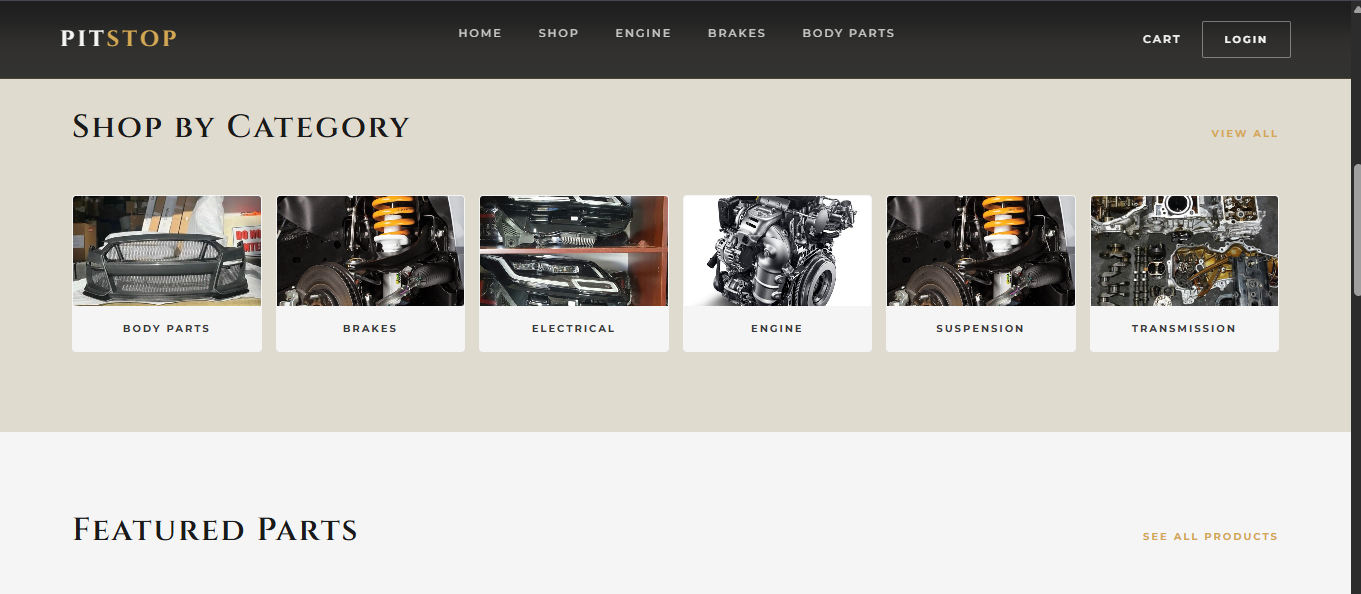 PITSTOP
HOME SHOP ENGINE BRAKES BODY PARTS
CART LOGIN
Shop by Category
VIEW ALL
BODY PARTS
BRAKES
ELECTRICAL
ENGINE
SUSPENSION
TRANSMISSION
Featured Parts
SEE ALL PRODUCTS